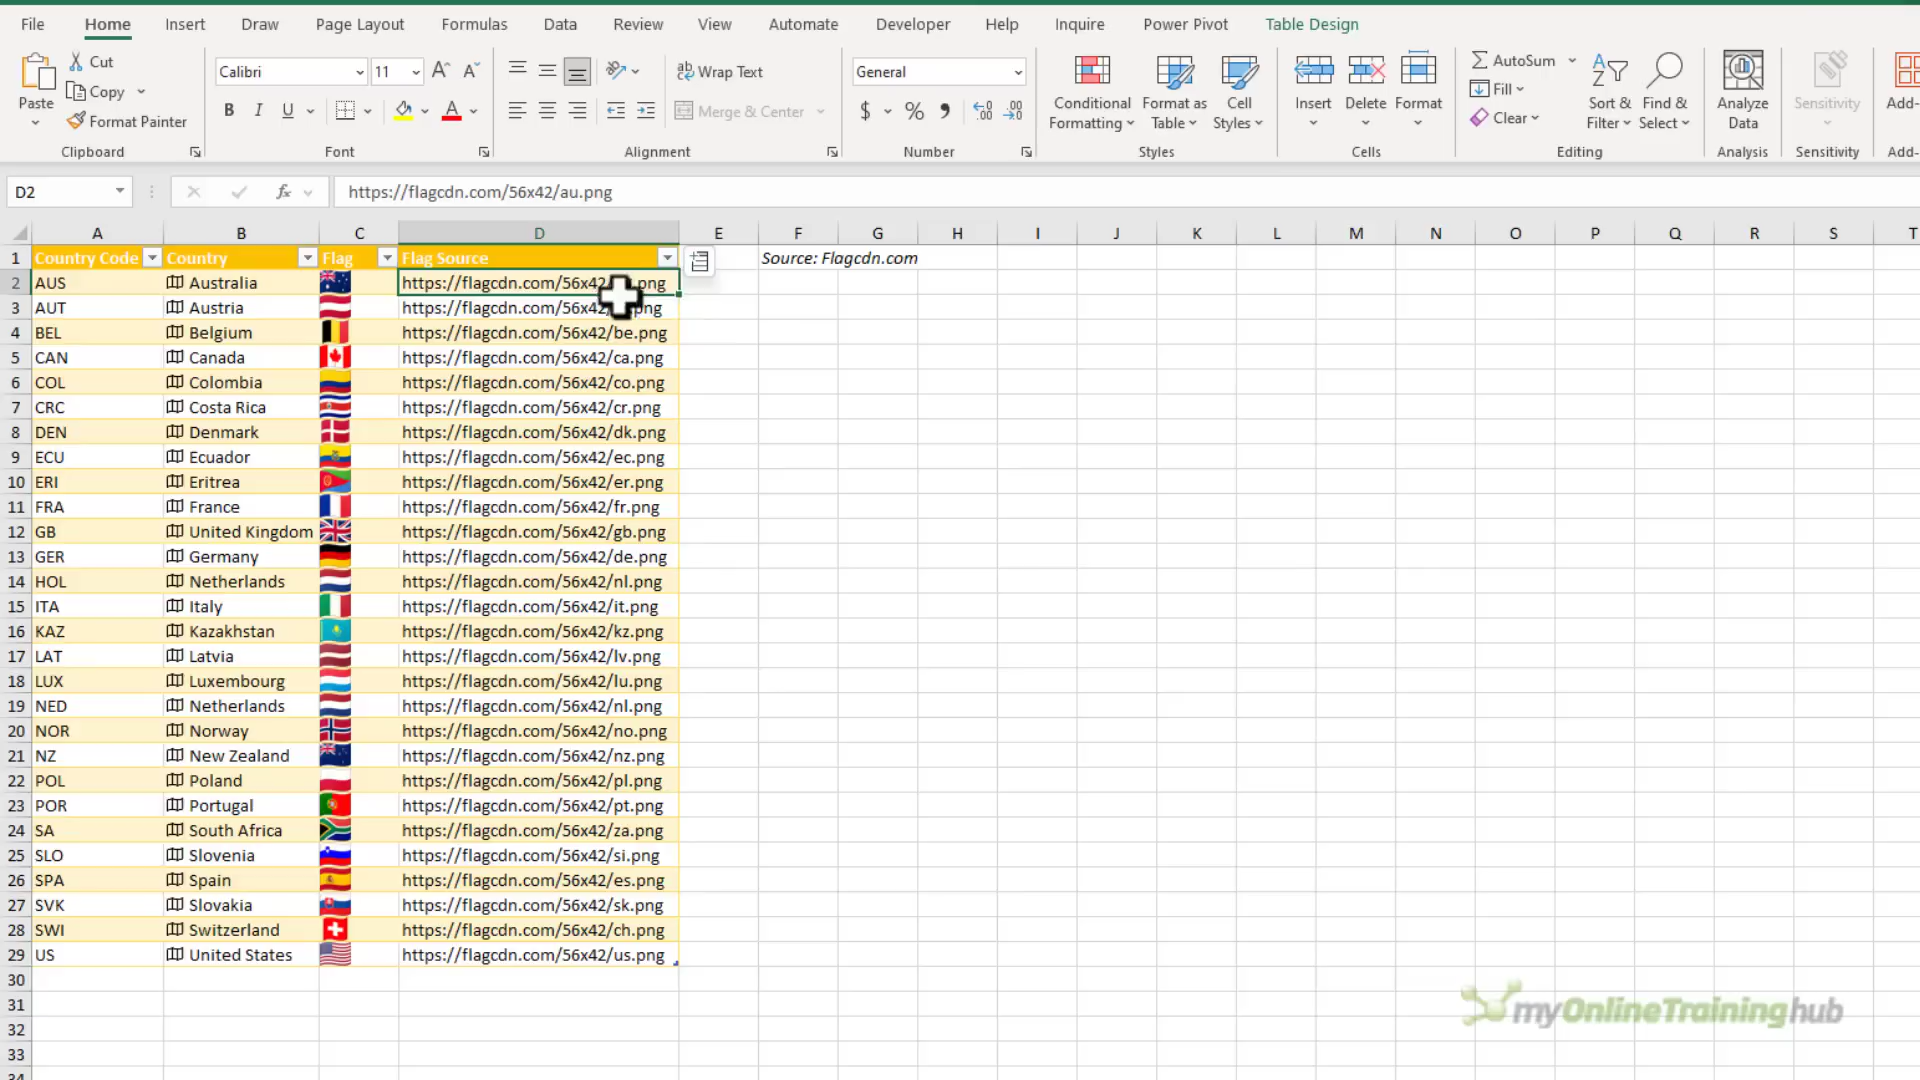 File Home Insert Draw Page Layout Formulas Data Review View Automate Developer Help Inquire Power Pivot Table Design
Paste
Cut
Copy
Format Painter
Clipboard
Calibri 11
B I U
Font
Wrap Text
Merge & Center
Alignment
General
$ %
Number
Conditional Formatting
Format as Table
Cell Styles
Styles
Insert Delete Format
Cells
AutoSum
Fill
Clear
Sort & Filter
Find & Select
Editing
Analyze Data
Analysis
Sensitivity
Sensitivity
Add-
Add-
D2 fx https://flagcdn.com/56x42/au.png
A B C D E F G H I J K L M N O P Q R S T
1 Country Code Country Flag Flag Source Source: Flagcdn.com
2 AUS Australia https://flagcdn.com/56x42/ .png
3 AUT Austria https://flagcdn.com/56x42/ .png
4 BEL Belgium https://flagcdn.com/56x42/be.png
5 CAN Canada https://flagcdn.com/56x42/ca.png
6 COL Colombia https://flagcdn.com/56x42/co.png
7 CRC Costa Rica https://flagcdn.com/56x42/cr.png
8 DEN Denmark https://flagcdn.com/56x42/dk.png
9 ECU Ecuador https://flagcdn.com/56x42/ec.png
10 ERI Eritrea https://flagcdn.com/56x42/er.png
11 FRA France https://flagcdn.com/56x42/fr.png
12 GB United Kingdom https://flagcdn.com/56x42/gb.png
13 GER Germany https://flagcdn.com/56x42/de.png
14 HOL Netherlands https://flagcdn.com/56x42/nl.png
15 ITA Italy https://flagcdn.com/56x42/it.png
16 KAZ Kazakhstan https://flagcdn.com/56x42/kz.png
17 LAT Latvia https://flagcdn.com/56x42/lv.png
18 LUX Luxembourg https://flagcdn.com/56x42/lu.png
19 NED Netherlands https://flagcdn.com/56x42/nl.png
20 NOR Norway https://flagcdn.com/56x42/no.png
21 NZ New Zealand https://flagcdn.com/56x42/nz.png
22 POL Poland https://flagcdn.com/56x42/pl.png
23 POR Portugal https://flagcdn.com/56x42/pt.png
24 SA South Africa https://flagcdn.com/56x42/za.png
25 SLO Slovenia https://flagcdn.com/56x42/si.png
26 SPA Spain https://flagcdn.com/56x42/es.png
27 SVK Slovakia https://flagcdn.com/56x42/sk.png
28 SWI Switzerland https://flagcdn.com/56x42/ch.png
29 US United States https://flagcdn.com/56x42/us.png
30
31
32
33
34
myOnlineTraininghub